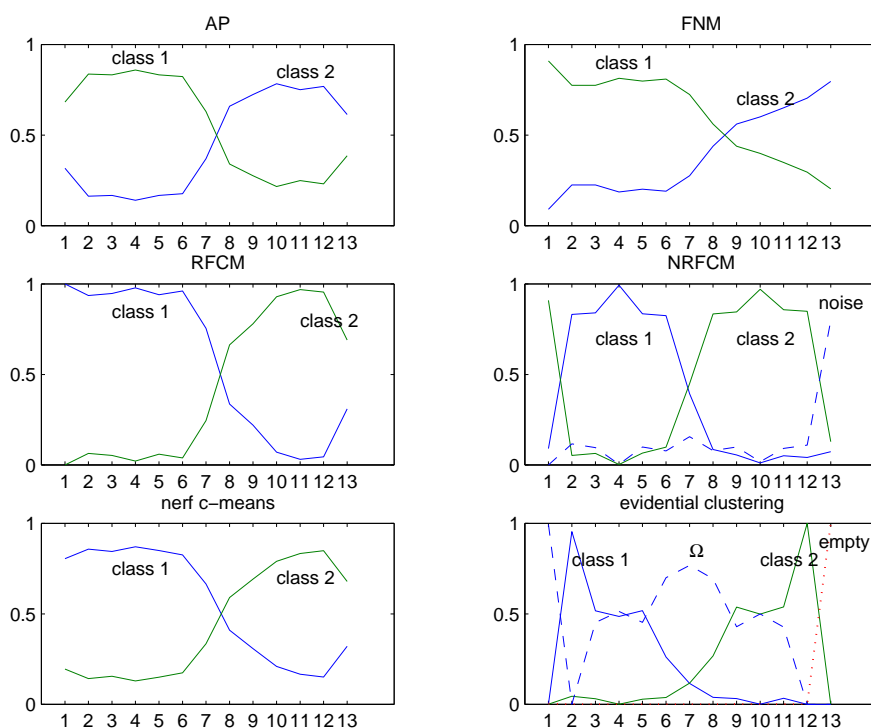 AP
FNM
1
class 1
class 2
0.5
0
1 2 3 4 5 6 7 8 9 10 11 12 13
1
class 1
class 2
0.5
0
1 2 3 4 5 6 7 8 9 10 11 12 13
RFCM
NRFCM
1
class 1
class 2
0.5
0
1 2 3 4 5 6 7 8 9 10 11 12 13
1
noise
class 1
class 2
0.5
0
1 2 3 4 5 6 7 8 9 10 11 12 13
nerf c−means
evidential clustering
1
class 1
class 2
0.5
0
1 2 3 4 5 6 7 8 9 10 11 12 13
1
empty
Ω
class 1
class 2
0.5
0
1 2 3 4 5 6 7 8 9 10 11 12 13